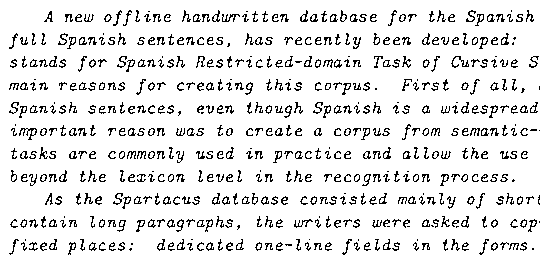 A new offline handwritten database for the Spanish
full Spanish sentences, has recently been developed:
stands for Spanish Restricted-domain Task of Cursive S
main reasons for creating this corpus. First of all,
Spanish sentences, even though Spanish is a widespread
important reason was to create a corpus from semantic-
tasks are commonly used in practice and allow the use
beyond the lexicon level in the recognition process.
As the Spartacus database consisted mainly of short
contain long paragraphs, the writers were asked to cop
fixed places: dedicated one-line fields in the forms.